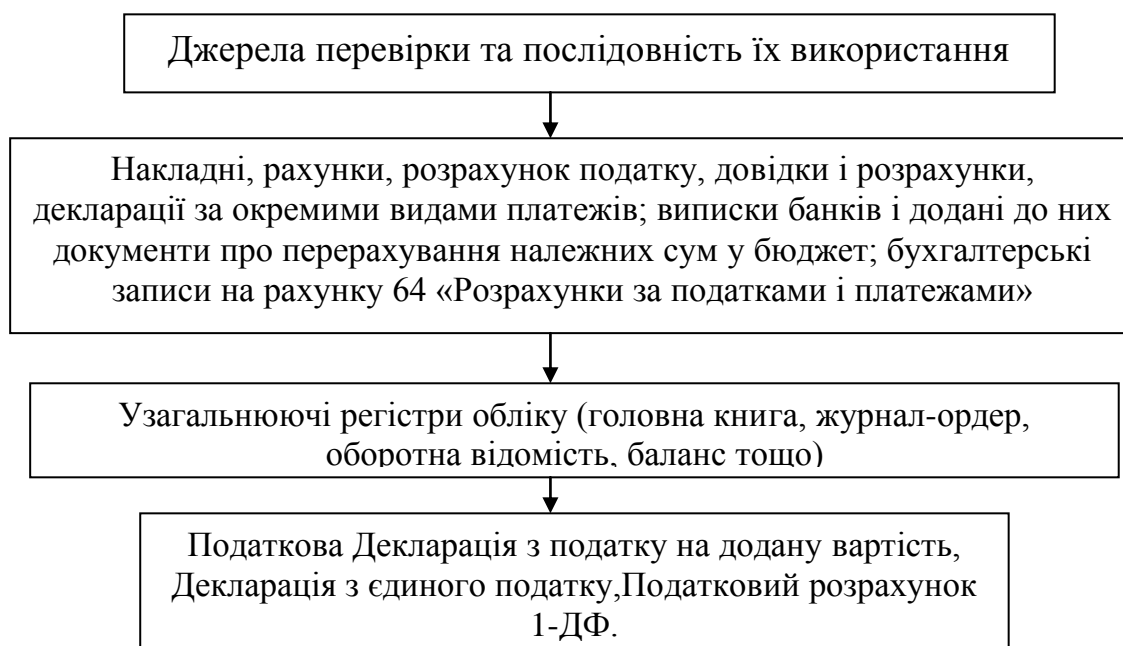 Джерела перевірки та послідовність їх використання
Накладні, рахунки, розрахунок податку, довідки і розрахунки,
декларації за окремими видами платежів; виписки банків і додані до них
документи про перерахування належних сум у бюджет; бухгалтерські
записи на рахунку 64 «Розрахунки за податками і платежами»
Узагальнюючі регістри обліку (головна книга, журнал-ордер,
оборотна відомість, баланс тощо)
Податкова Декларація з податку на додану вартість,
Декларація з єдиного податку,Податковий розрахунок
1-ДФ.